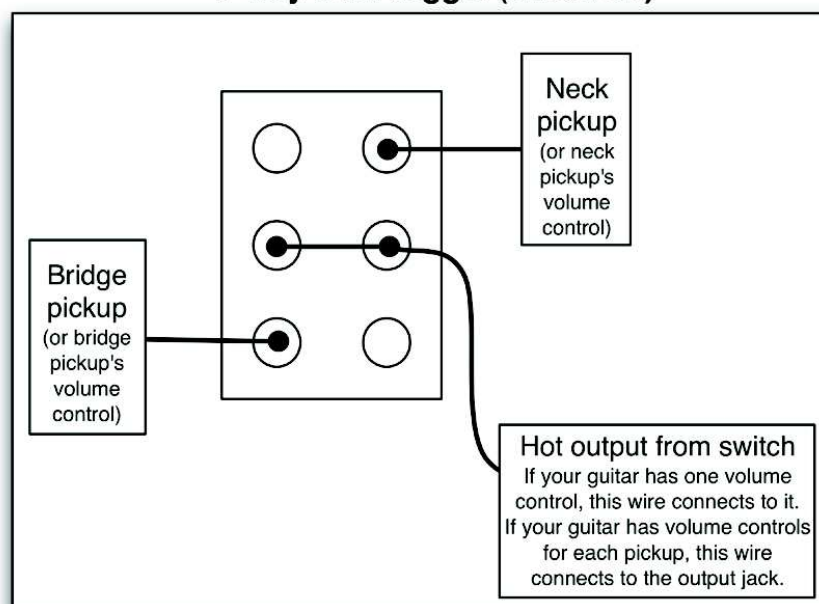 Neck
pickup
(or neck
pickup's
volume
control)
Bridge
pickup
(or bridge
pickup's
volume
control)
Hot output from switch
If your guitar has one volume
control, this wire connects to it.
If your guitar has volume controls
for each pickup, this wire
connects to the output jack.